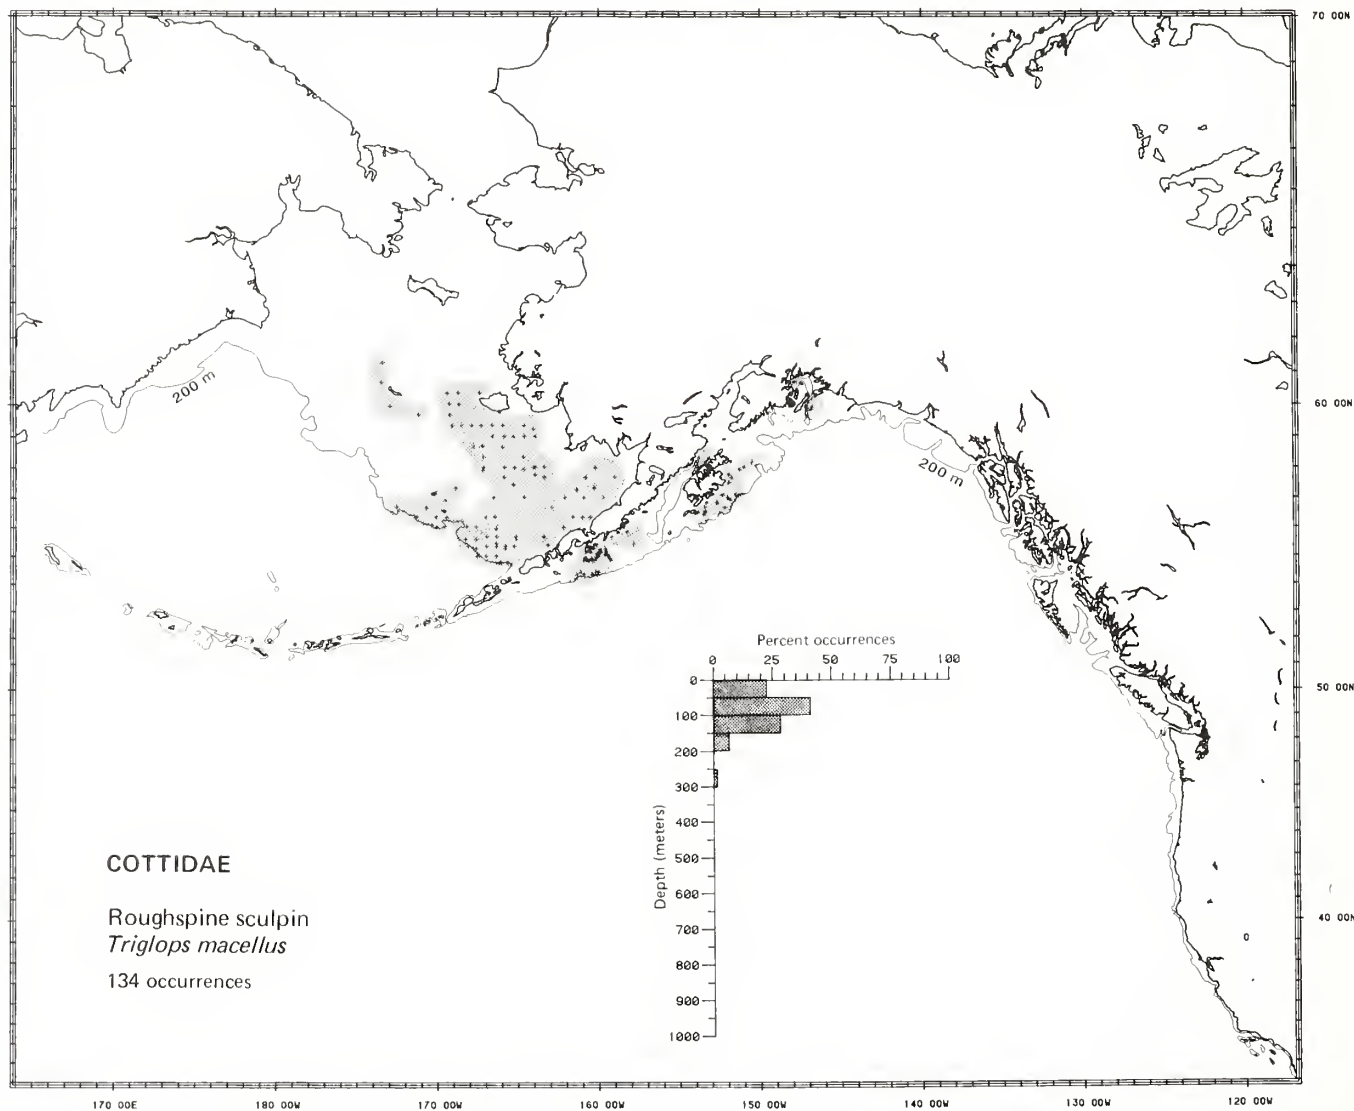 70 00N
200 m
60 00N
200 m
Percent occurrences
0 25 50 75 100
0
50 00N
100
200
300
400
500
600
700
800
900
1000
Depth (meters)
COTTIDAE
40 00N
Roughspine sculpin
Triglops macellus
134 occurrences
170 00E 180 00W 170 00W 160 00W 150 00W 140 00W 130 00W 120 00W